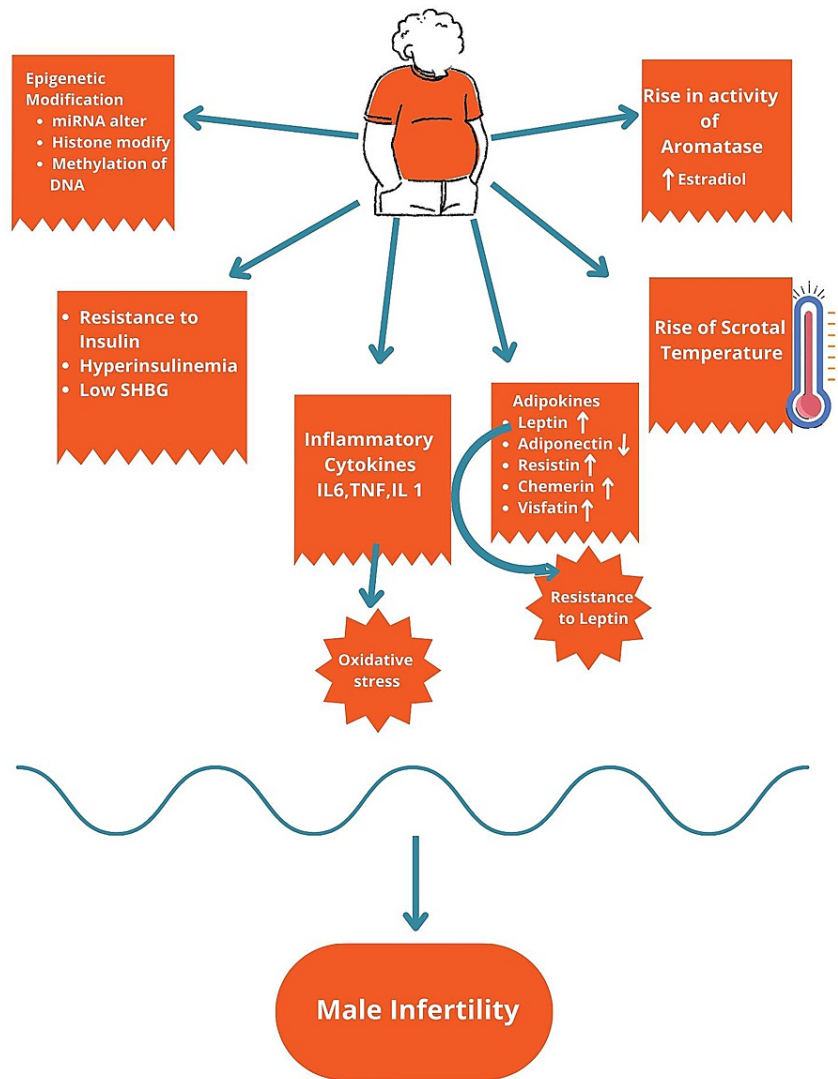 Epigenetic
Modification
• miRNA alter
• Histone modify
• Methylation of
DNA
Rise in activity
of
Aromatase
↑ Estradiol
• Resistance to
Insulin
• Hyperinsulinemia
• Low SHBG
Rise of Scrotal
Temperature
Inflammatory
Cytokines
IL6,TNF,IL 1
Adipokines
• Leptin ↑
• Adiponectin ↓
• Resistin ↑
• Chemerin ↑
• Visfatin ↑
Resistance
to Leptin
Oxidative
stress
Male Infertility